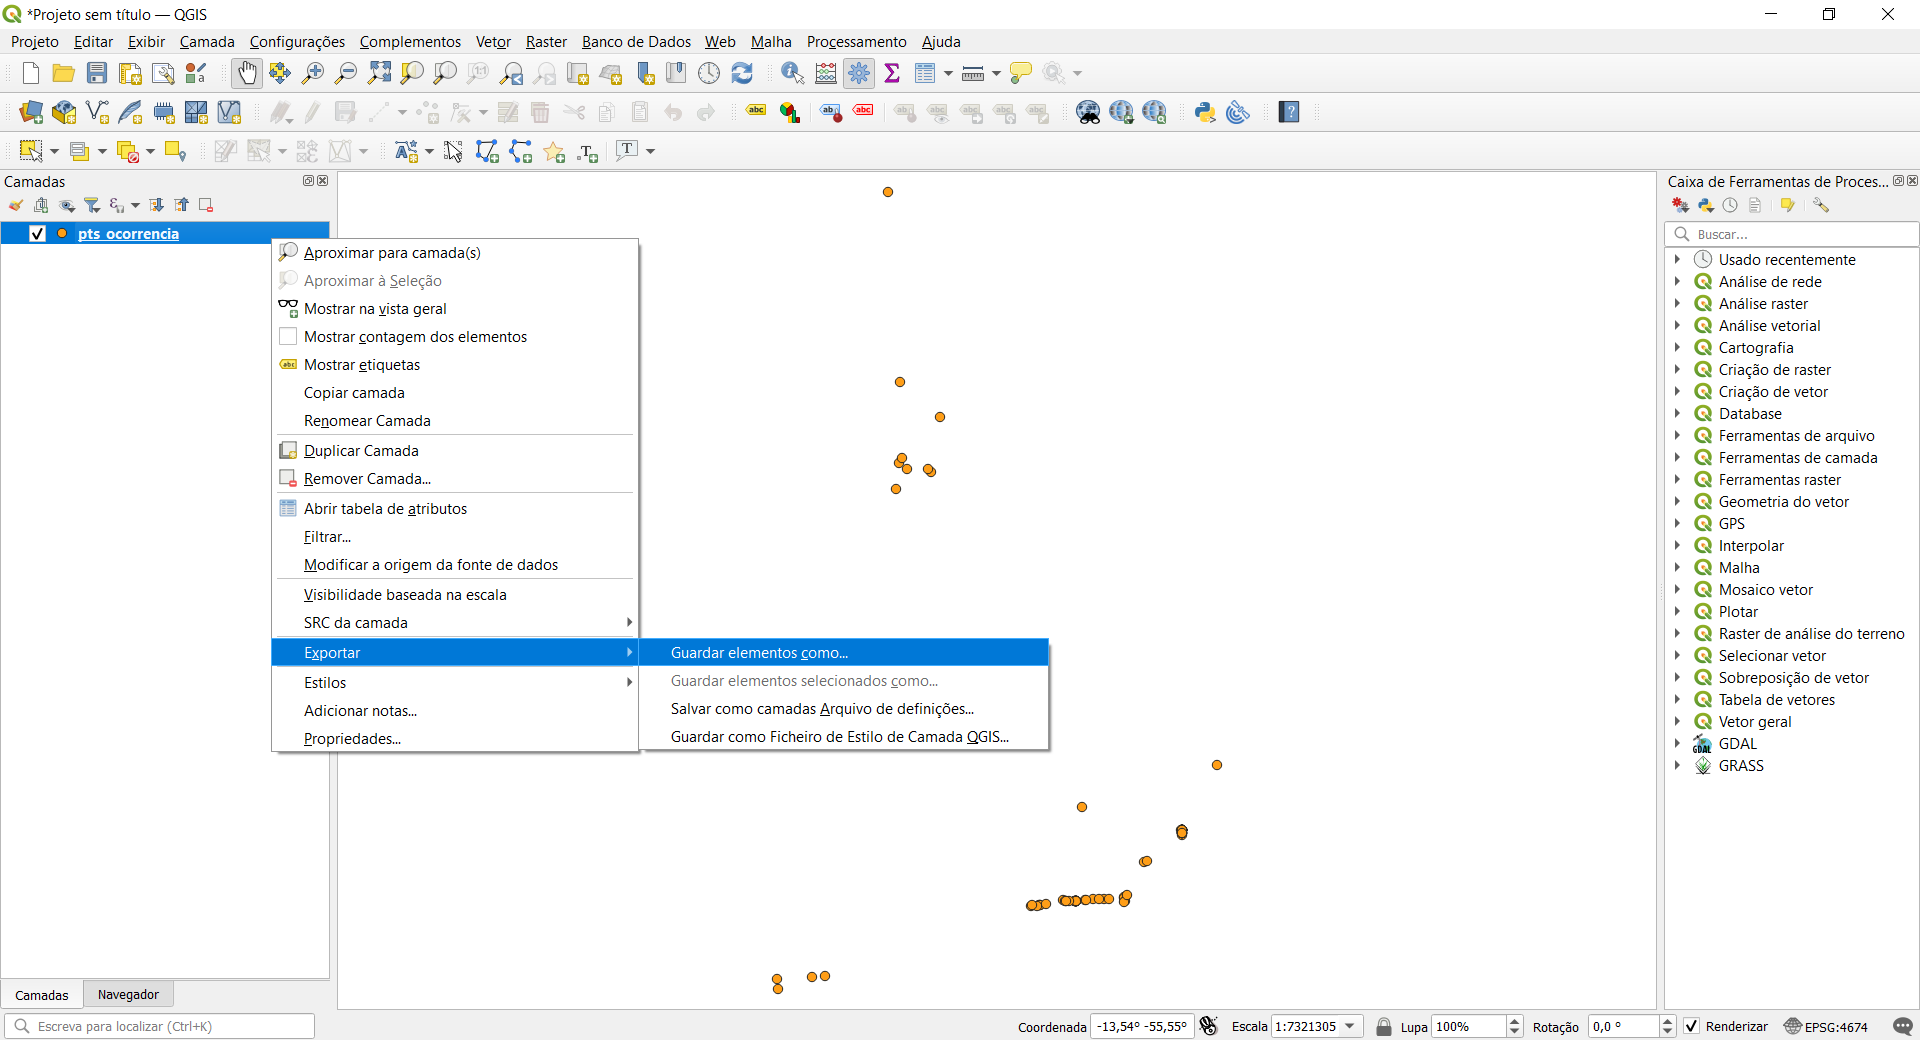 *Projeto sem título — QGIS
Projeto Editar Exibir Camada Configurações Complementos Vetor Raster Banco de Dados Web Malha Processamento Ajuda
Camadas
pts_ocorrencia
Aproximar para camada(s)
Aproximar à Seleção
Mostrar na vista geral
Mostrar contagem dos elementos
Mostrar etiquetas
Copiar camada
Renomear Camada
Duplicar Camada
Remover Camada...
Abrir tabela de atributos
Filtrar...
Modificar a origem da fonte de dados
Visibilidade baseada na escala
SRC da camada
Exportar
Estilos
Adicionar notas...
Propriedades...
Guardar elementos como...
Guardar elementos selecionados como...
Salvar como camadas Arquivo de definições...
Guardar como Ficheiro de Estilo de Camada QGIS...
Caixa de Ferramentas de Proces...
Buscar...
Usado recentemente
Análise de rede
Análise raster
Análise vetorial
Cartografia
Criação de raster
Criação de vetor
Database
Ferramentas de arquivo
Ferramentas de camada
Ferramentas raster
Geometria do vetor
GPS
Interpolar
Malha
Mosaico vetor
Plotar
Raster de análise do terreno
Selecionar vetor
Sobreposição de vetor
Tabela de vetores
Vetor geral
GDAL
GRASS
Camadas Navegador
Escreva para localizar (Ctrl+K)
Coordenada -13,54° -55,55° Escala 1:7321305 Lupa 100% Rotação 0,0 ° Renderizar EPSG:4674